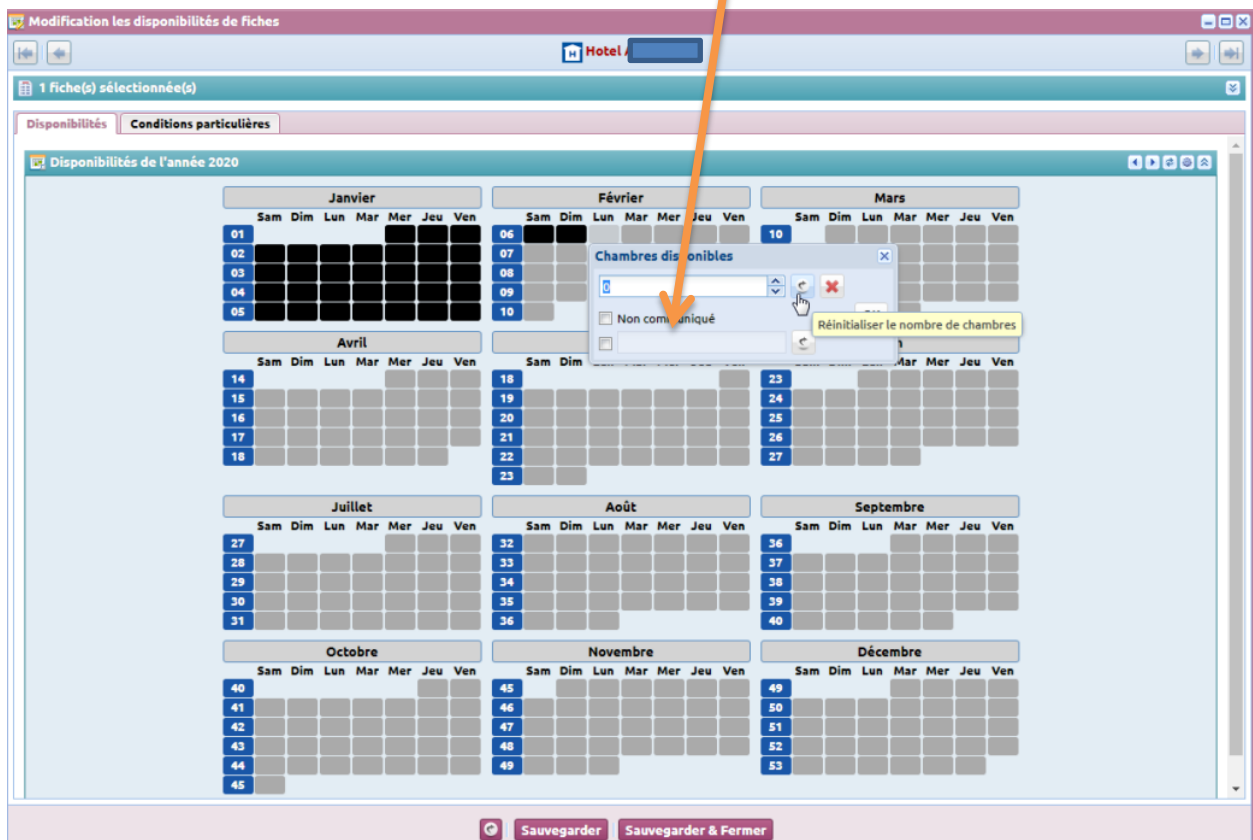 Modification les disponibilités de fiches
Hotel
1 fiche(s) sélectionnée(s)
Disponibilités Conditions particulières
Disponibilités de l'année 2020
Janvier Février Mars
Sam Dim Lun Mar Mer Jeu Ven Sam Dim Lun Mar Mer Jeu Ven Sam Dim Lun Mar Mer Jeu Ven
01 06 10
02 07
03 08
04 09
05 10
Chambres disponibles
0
Non communiqué
Réinitialiser le nombre de chambres
Avril
Sam Dim Lun Mar Mer Jeu Ven Sam Dim Mar Mer Jeu Ven
14 18 23
15 19 24
16 20 25
17 21 26
18 22 27
23
Juillet Août Septembre
Sam Dim Lun Mar Mer Jeu Ven Sam Dim Lun Mar Mer Jeu Ven Sam Dim Lun Mar Mer Jeu Ven
27 32 36
28 33 37
29 34 38
30 35 39
31 36 40
Octobre Novembre Décembre
Sam Dim Lun Mar Mer Jeu Ven Sam Dim Lun Mar Mer Jeu Ven Sam Dim Lun Mar Mer Jeu Ven
40 45 49
41 46 50
42 47 51
43 48 52
44 49 53
45
Sauvegarder Sauvegarder & Fermer